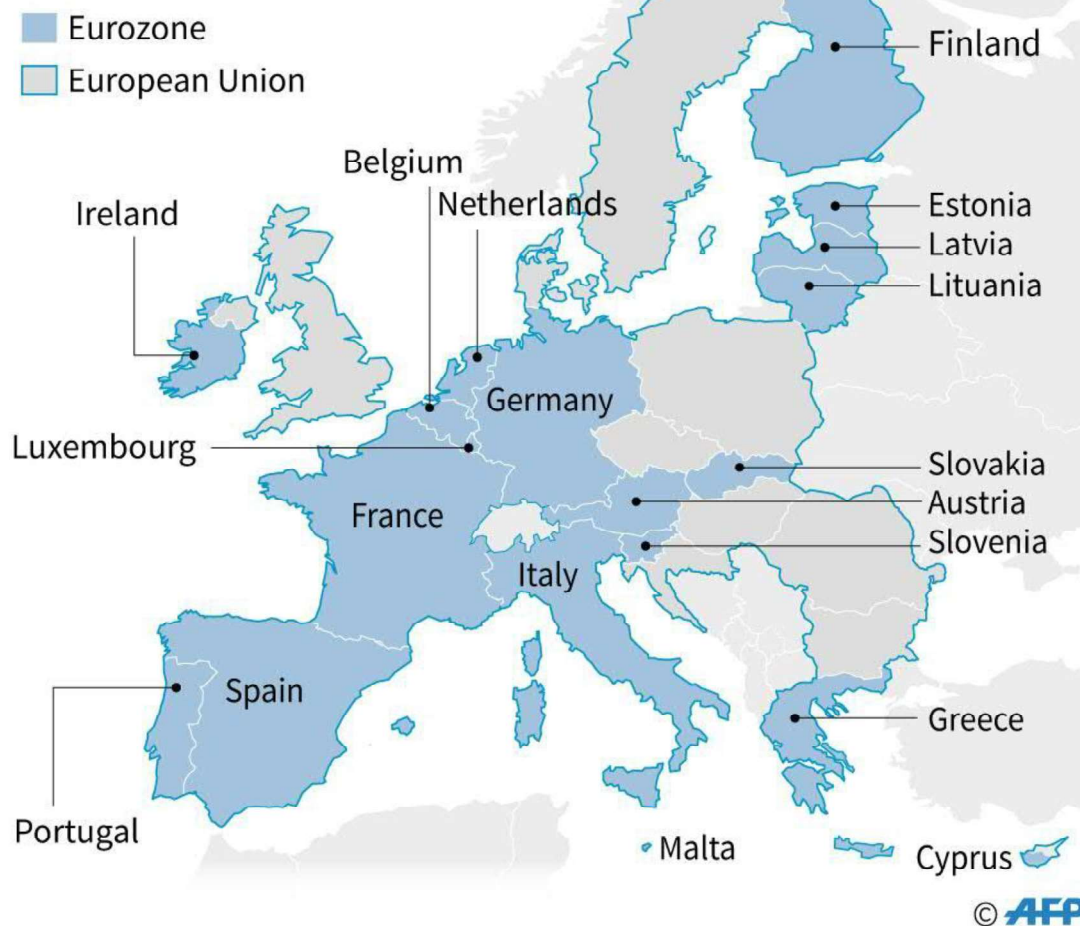 Eurozone
European Union
Finland
Belgium
Netherlands
Ireland
Estonia
Latvia
Lituania
Germany
Luxembourg
Slovakia
Austria
France
Slovenia
Italy
Spain
Greece
Portugal
Malta
Cyprus
© AFP